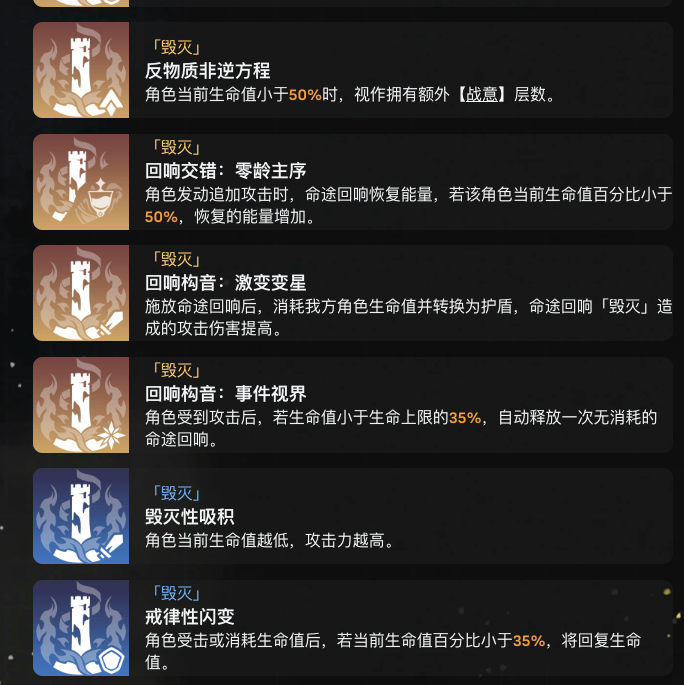 「毁灭」
反物质非逆方程
角色当前生命值小于50%时，视作拥有额外【战意】层数。
「毁灭」
回响交错：零龄主序
角色发动追加攻击时，命途回响恢复能量，若该角色当前生命值百分比小于
50%，恢复的能量增加。
「毁灭」
回响构音：激变变星
施放命途回响后，消耗我方角色生命值并转换为护盾，命途回响「毁灭」造
成的攻击伤害提高。
「毁灭」
回响构音：事件视界
角色受到攻击后，若生命值小于生命上限的35%，自动释放一次无消耗的
命途回响。
「毁灭」
毁灭性吸积
角色当前生命值越低，攻击力越高。
「毁灭」
戒律性闪变
角色受击或消耗生命值后，若当前生命值百分比小于35%，将回复生命
值。